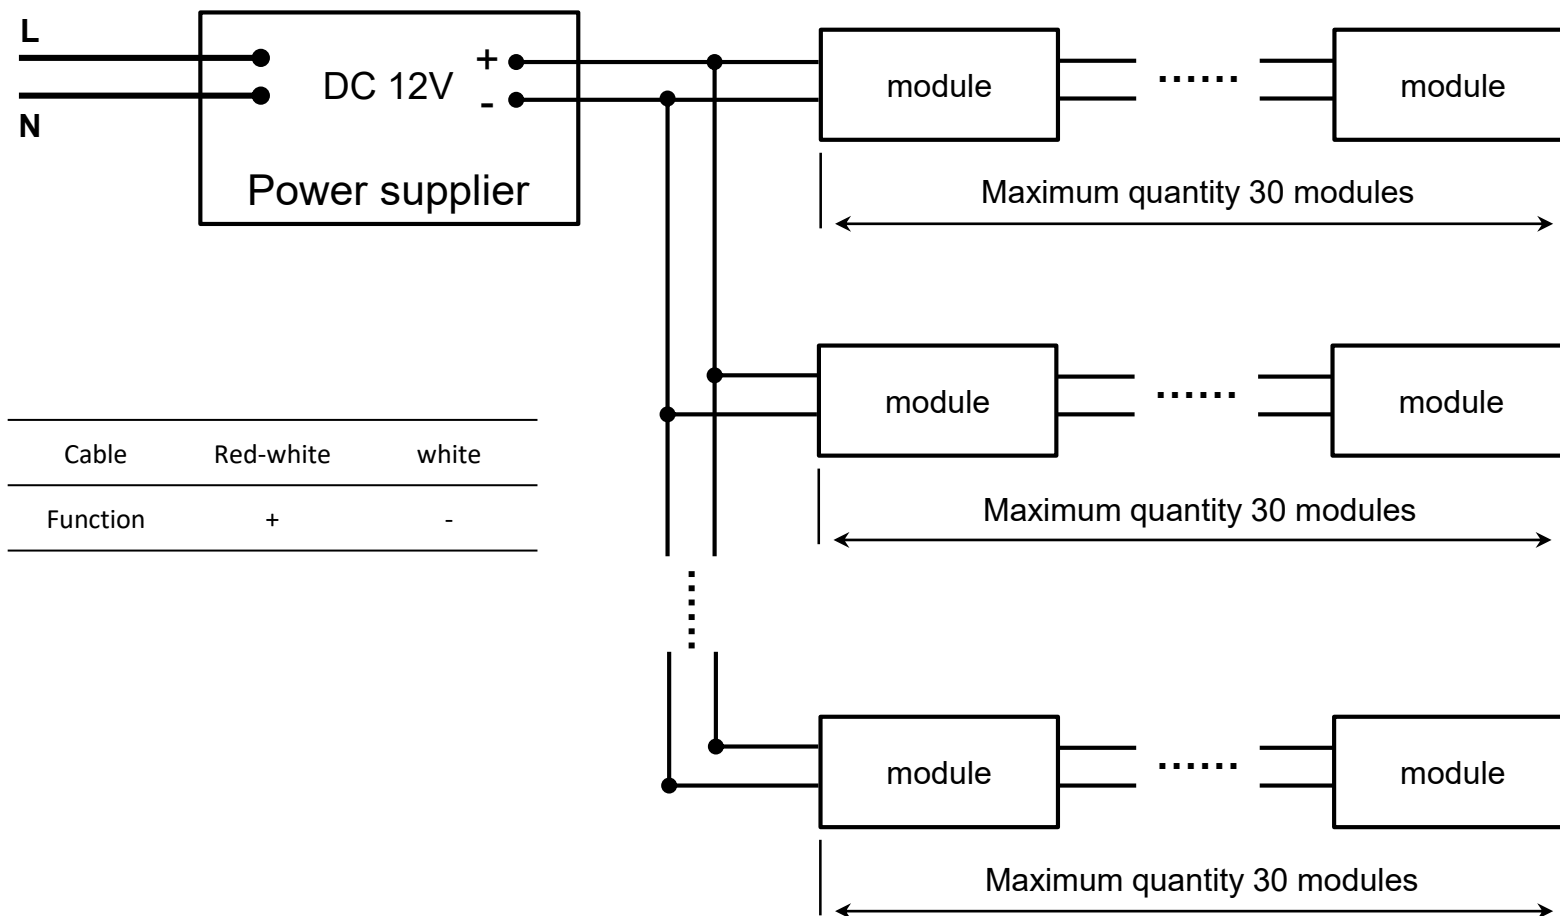 L
N
DC 12V
+
-
Power supplier
module
......
module
Maximum quantity 30 modules
module
......
module
Maximum quantity 30 modules
Cable Red-white white
Function + -
module
......
module
Maximum quantity 30 modules